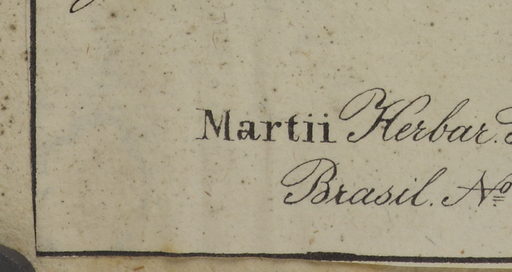 Martii Herbar.
Brasil. Nº